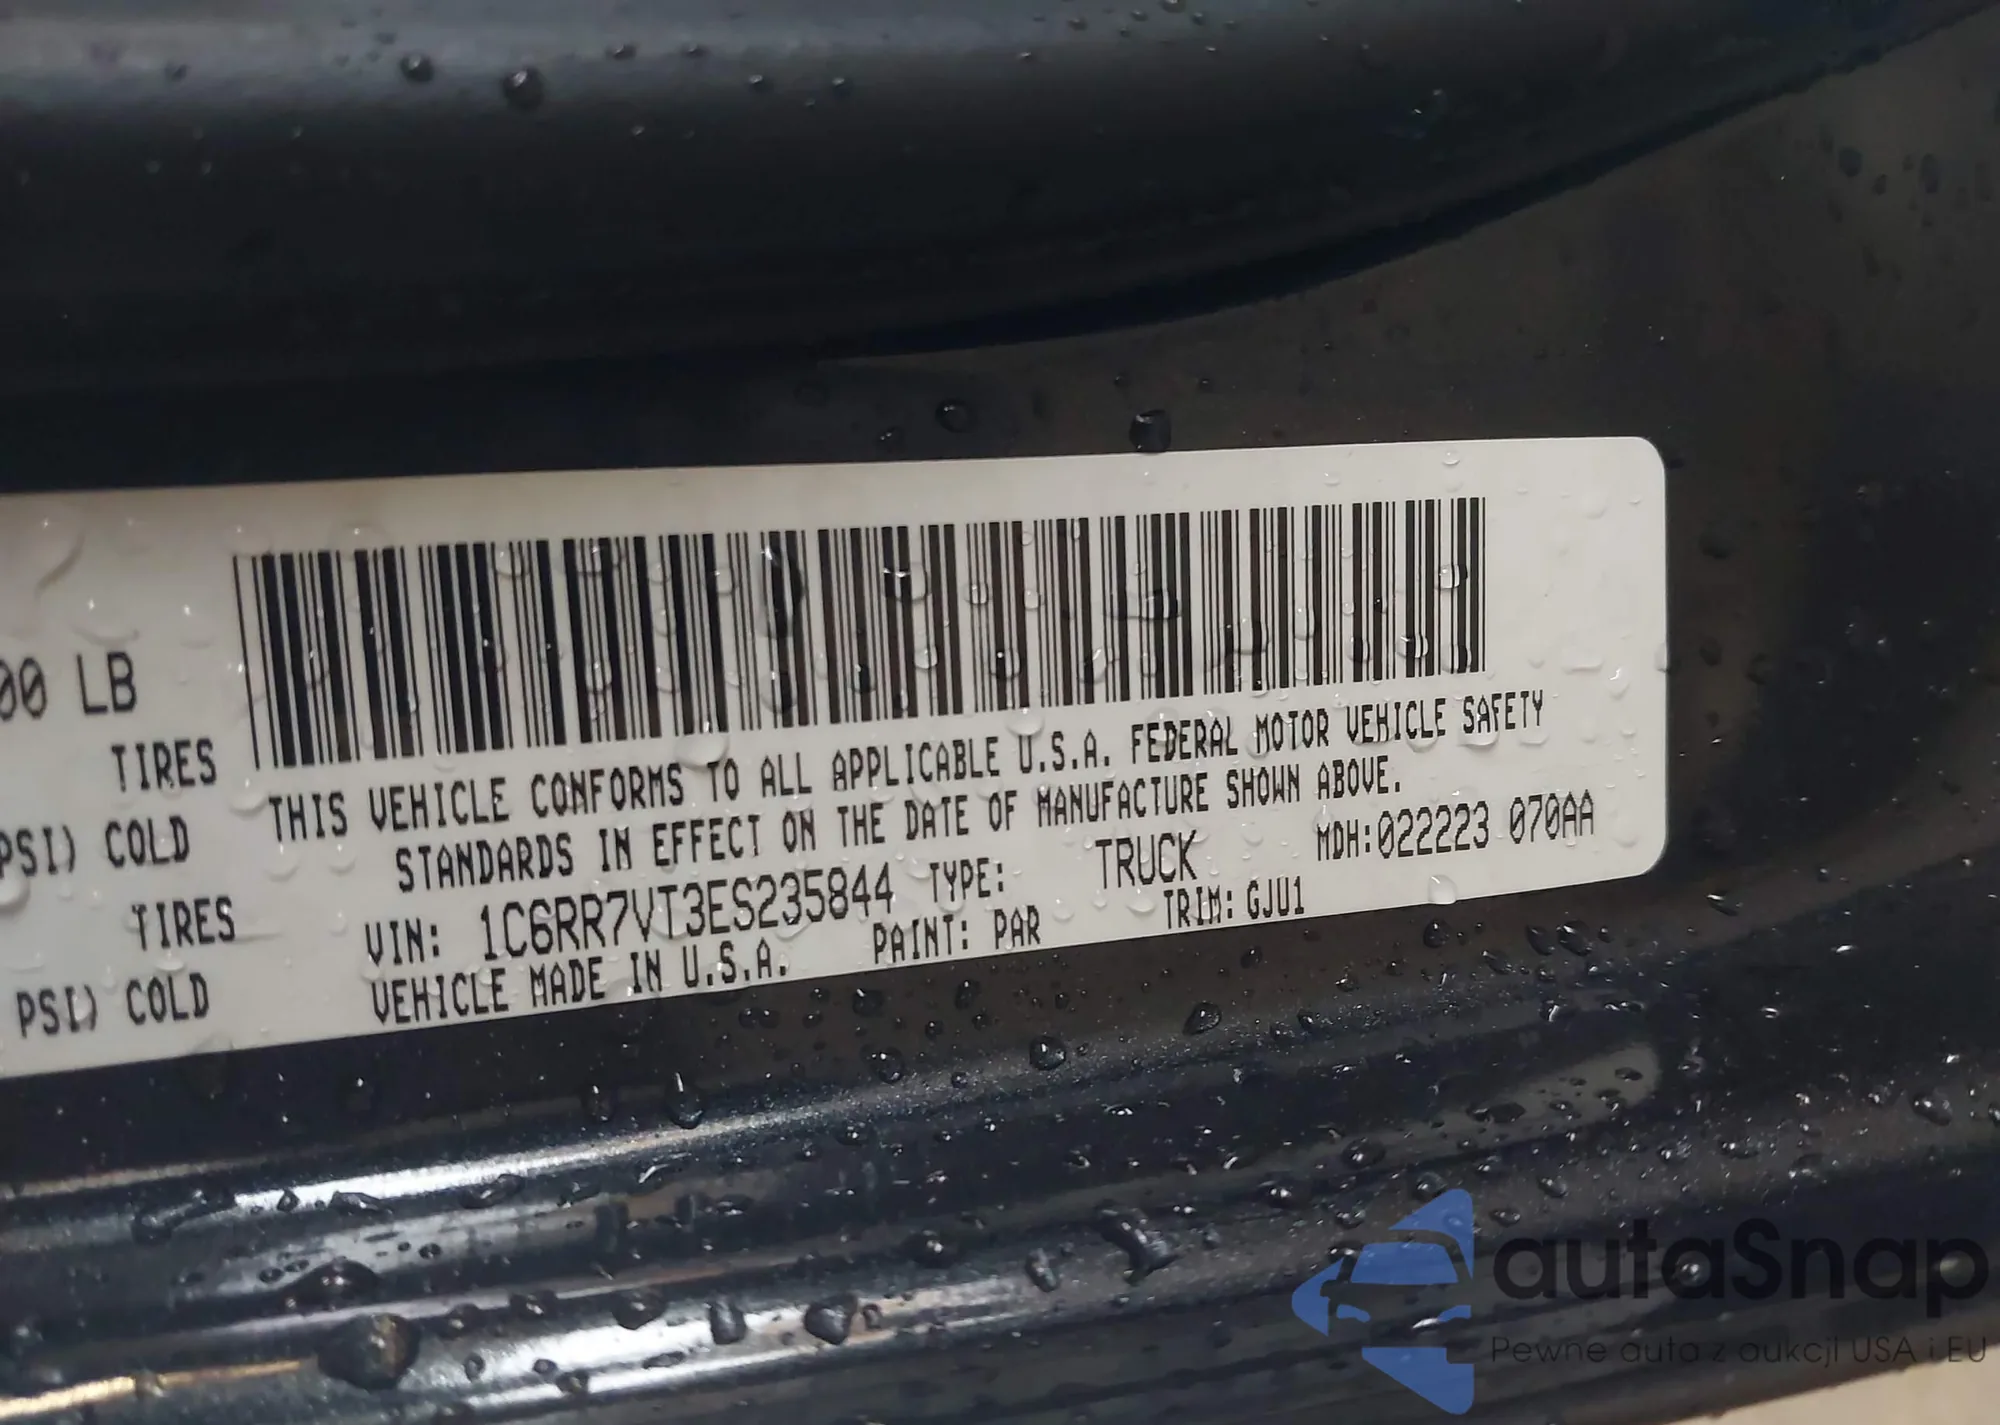 00 LB
TIRES
PSI) COLD
TIRES
PSI) COLD
THIS VEHICLE CONFORMS TO ALL APPLICABLE U.S.A. FEDERAL MOTOR VEHICLE SAFETY
STANDARDS IN EFFECT ON THE DATE OF MANUFACTURE SHOWN ABOVE.
VIN: 1C6RR7VT3ES235844 TYPE: TRUCK MDH:022223 070AA
VEHICLE MADE IN U.S.A. PAINT: PAR TRIM: GJU1
autaSnap
Pewne auta z aukcji USA i EU